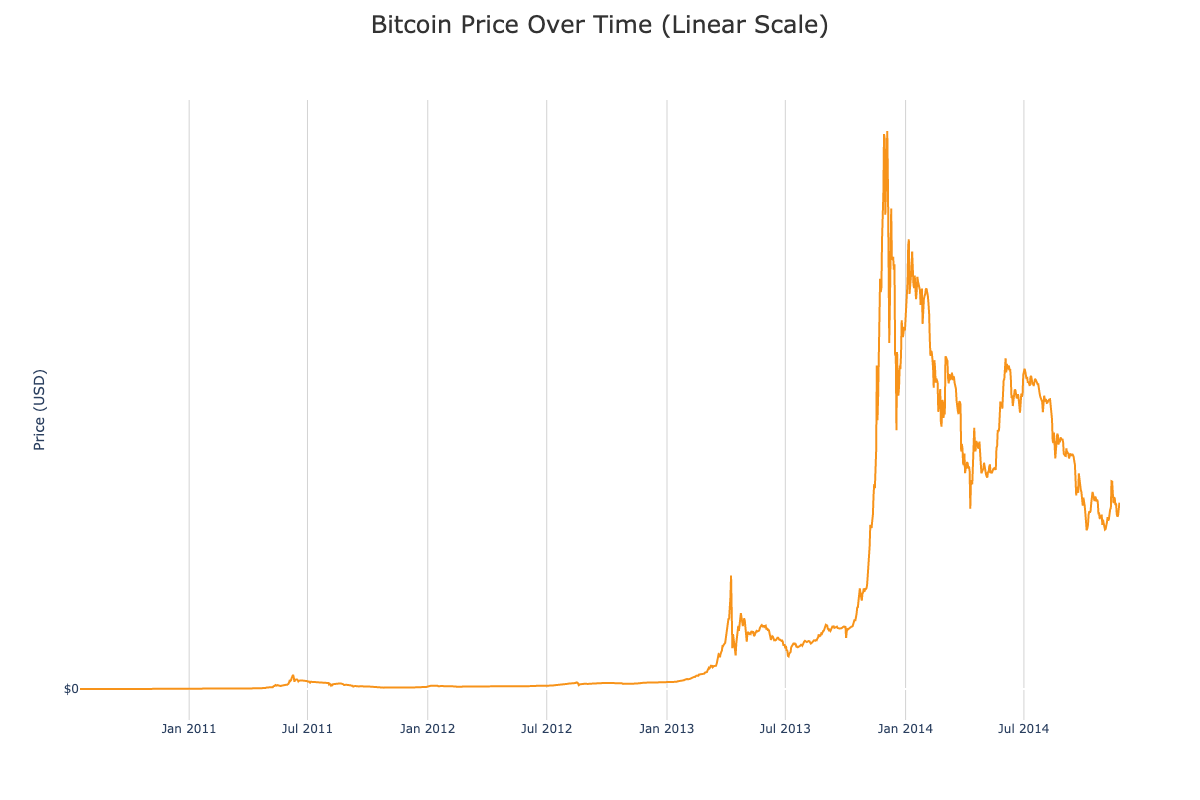 Bitcoin Price Over Time (Linear Scale)
Price (USD)
$0
Jan 2011
Jul 2011
Jan 2012
Jul 2012
Jan 2013
Jul 2013
Jan 2014
Jul 2014